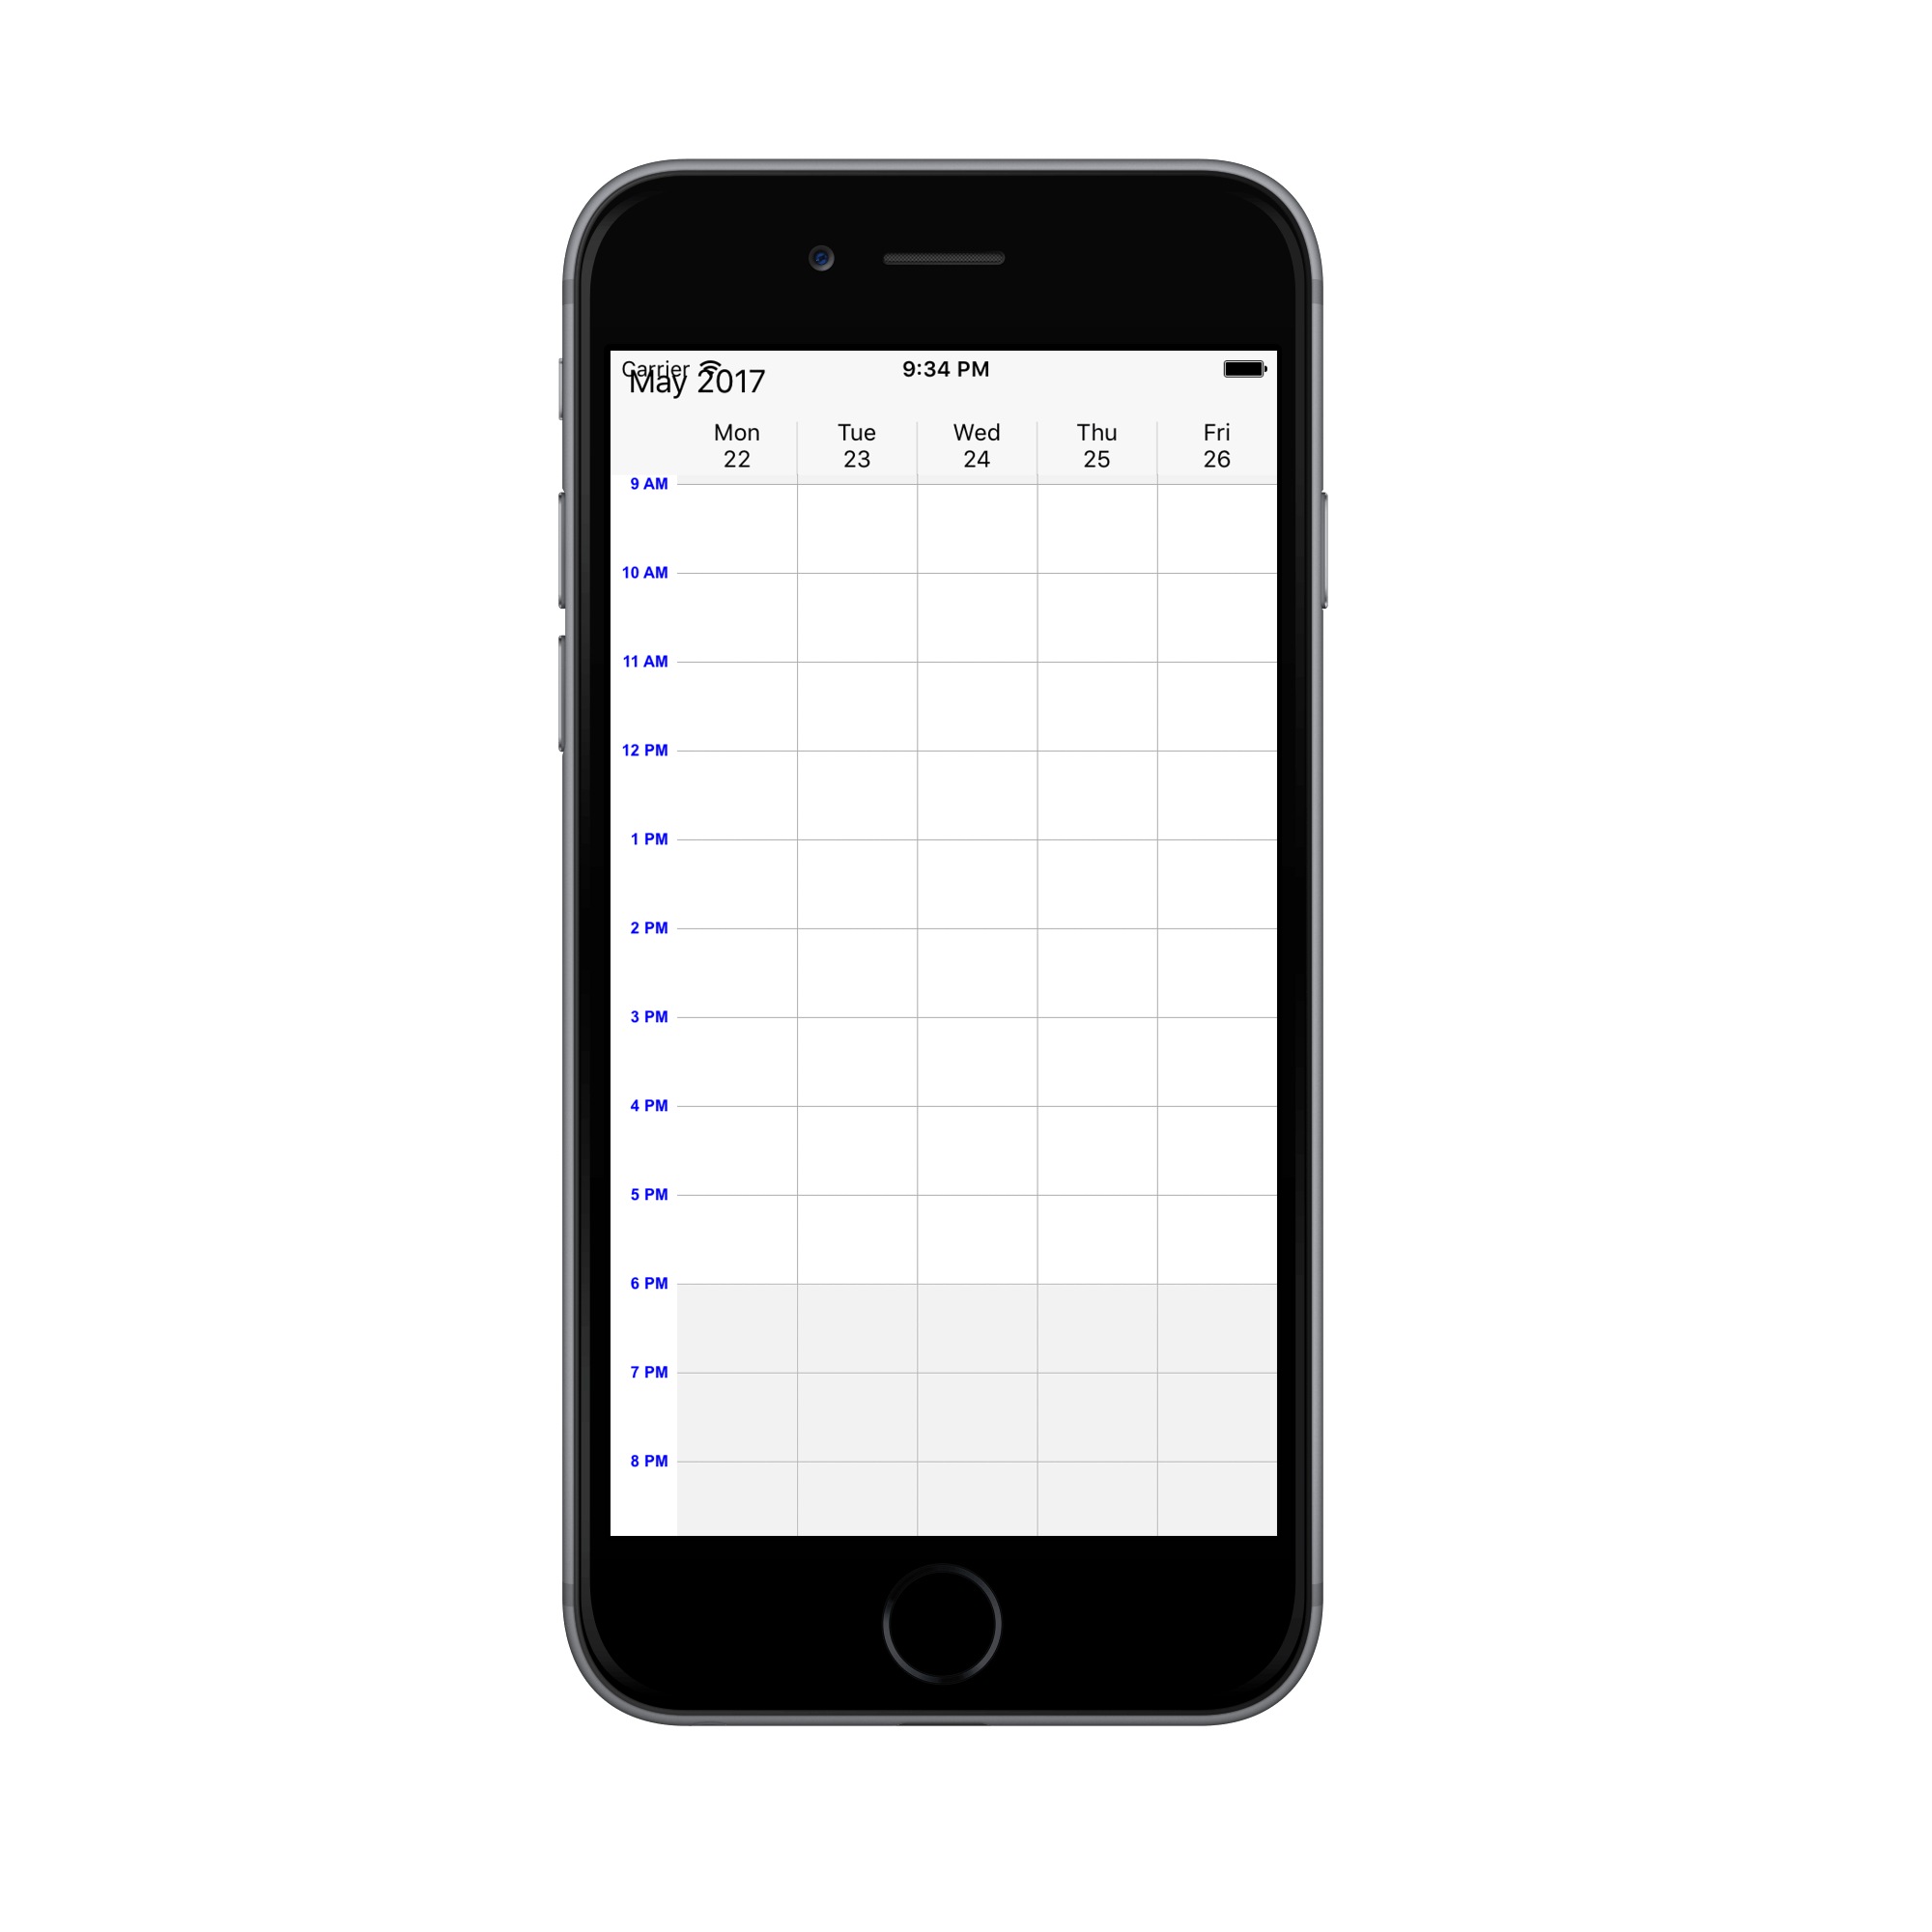 Carrier 9:34 PM
May 2017
Mon Tue Wed Thu Fri
22 23 24 25 26
9 AM
10 AM
11 AM
12 PM
1 PM
2 PM
3 PM
4 PM
5 PM
6 PM
7 PM
8 PM